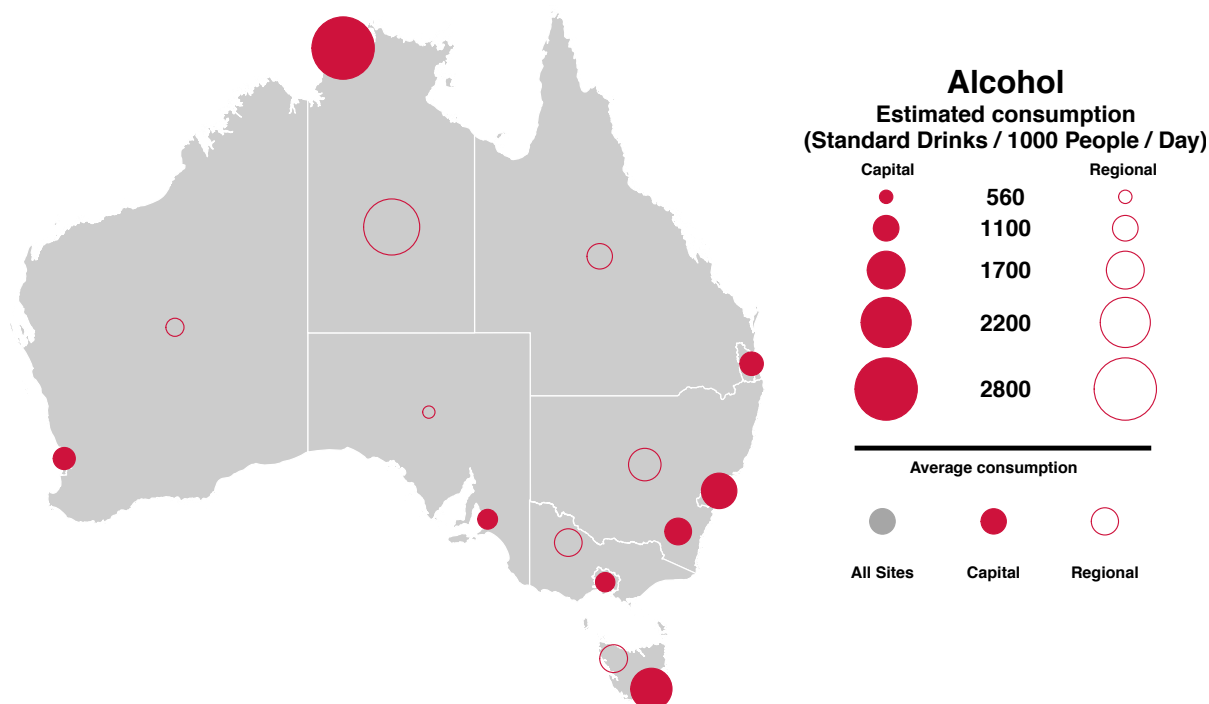 Alcohol
Estimated consumption
(Standard Drinks / 1000 People / Day)
Capital
Regional
560
1100
1700
2200
2800
Average consumption
All Sites
Capital
Regional